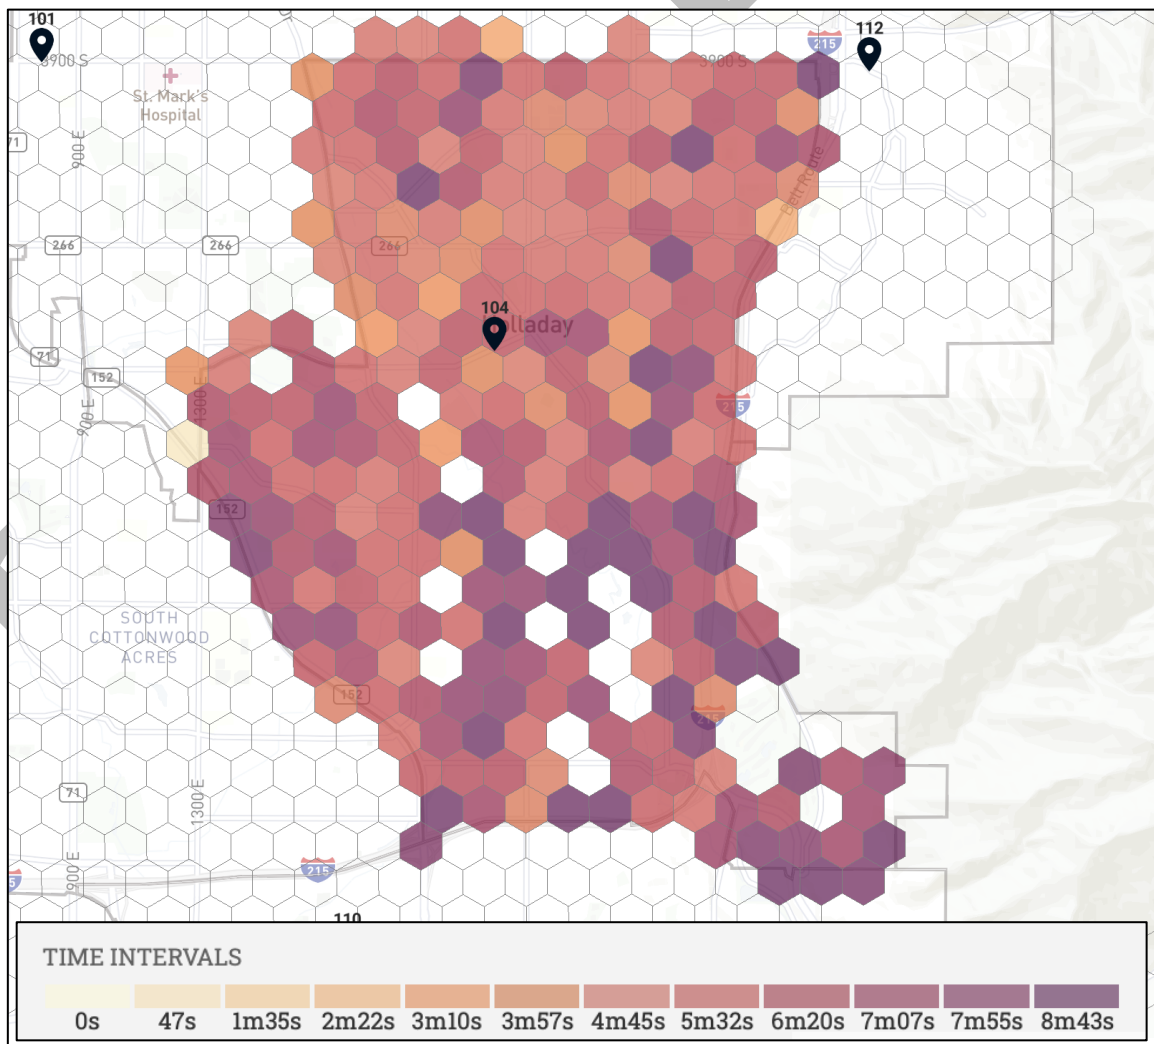 101
112
215
3900 S
3900 S
St. Mark's
Hospital
71
900 E
Belt Route
266
266
266
104
Holladay
71
152
1300 E
900 E
215
152
SOUTH
COTTONWOOD
ACRES
152
215
71
1300 E
215
900 E
110
TIME INTERVALS
0s 47s 1m35s 2m22s 3m10s 3m57s 4m45s 5m32s 6m20s 7m07s 7m55s 8m43s